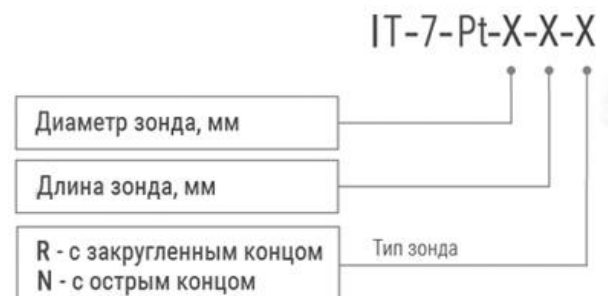 IT-7-Pt-X-X-X
Диаметр зонда, мм
Длина зонда, мм
R - с закругленным концом
N - с острым концом
Тип зонда